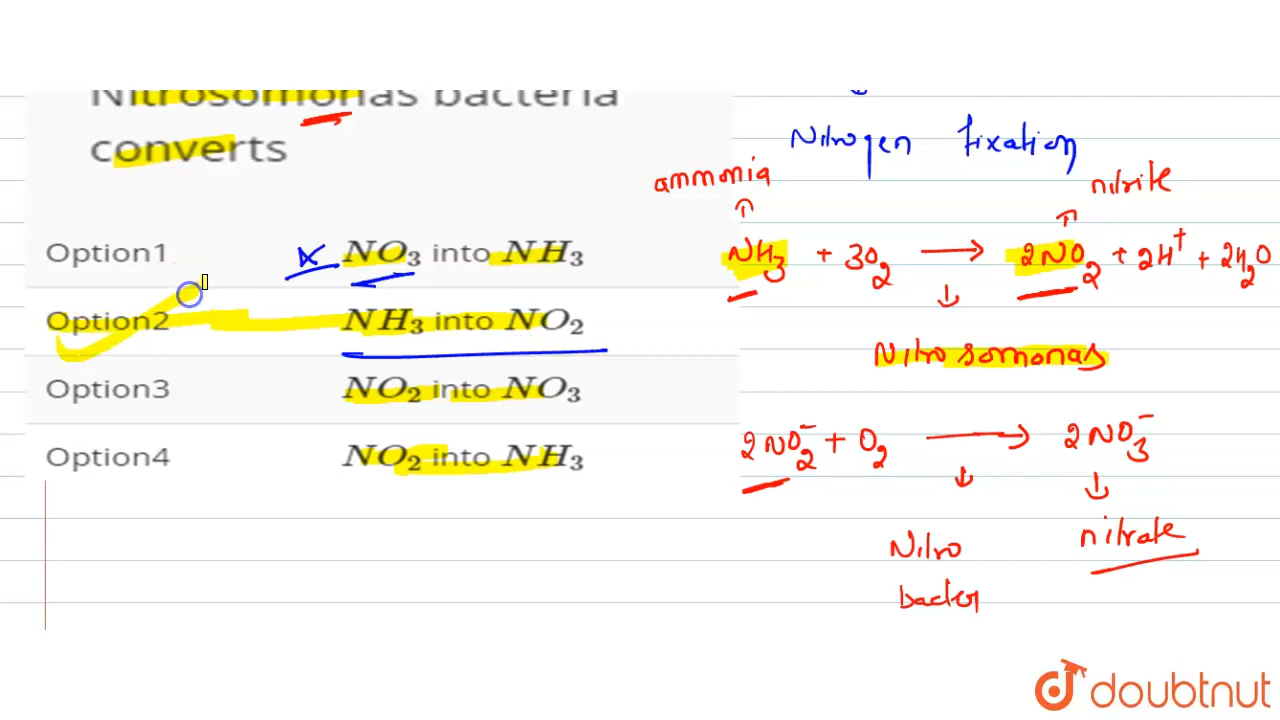 Nitrosomonas bacteria
converts
Option1 NO3 into NH3
Option2 NH3 into NO2
Option3 NO2 into NO3
Option4 NO2 into NH3
Nitrogen fixation
ammonia nitrite
NH3 + 3O2 → 2NO2 + 2H+ + 2H2O
Nitrosomonas
2NO2- + O2 → 2NO3-
Nitro
bacter
nitrate
doubtnut